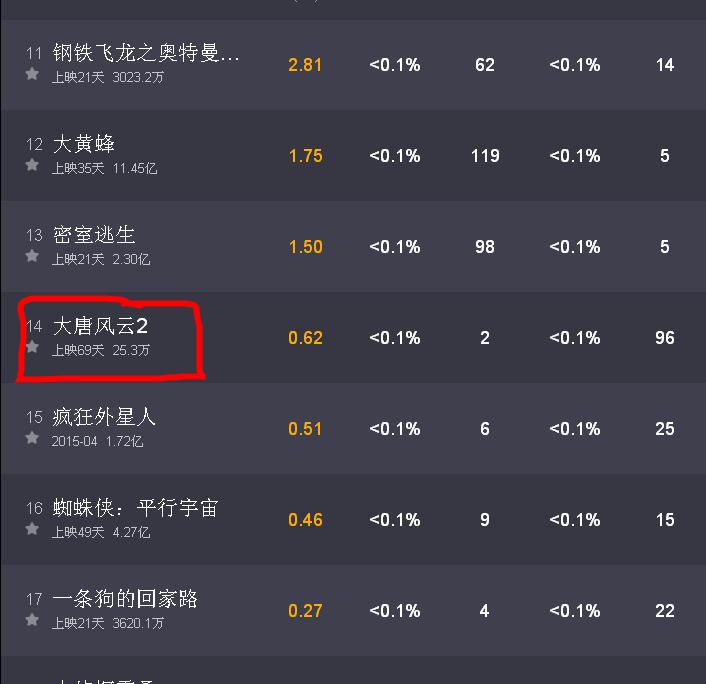 11 钢铁飞龙之奥特曼... 2.81 <0.1% 62 <0.1% 14
上映21天 3023.2万
12 大黄蜂 1.75 <0.1% 119 <0.1% 5
上映35天 11.45亿
13 密室逃生 1.50 <0.1% 98 <0.1% 5
上映21天 2.30亿
14 大唐风云2 0.62 <0.1% 2 <0.1% 96
上映69天 25.3万
15 疯狂外星人 0.51 <0.1% 6 <0.1% 25
2015-04 1.72亿
16 蜘蛛侠：平行宇宙 0.46 <0.1% 9 <0.1% 15
上映49天 4.27亿
17 一条狗的回家路 0.27 <0.1% 4 <0.1% 22
上映21天 3620.1万